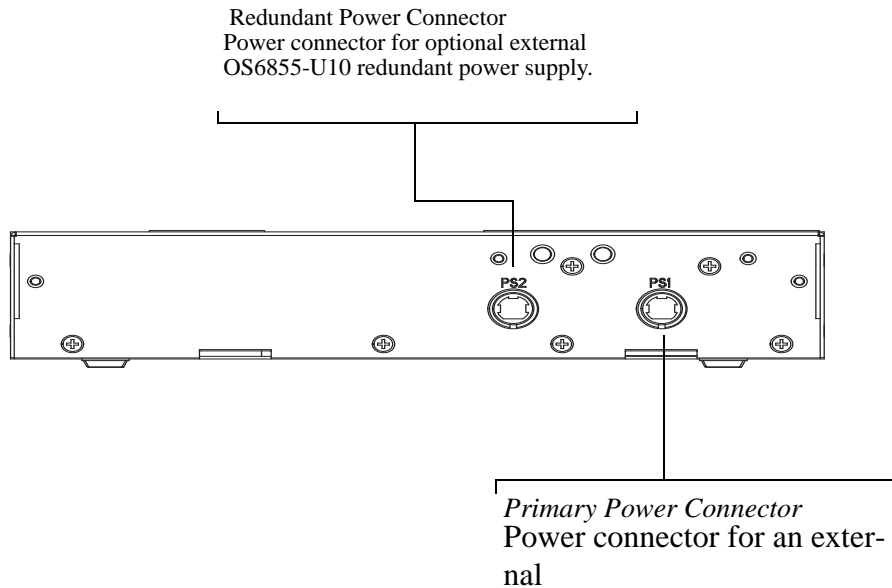 Redundant Power Connector
Power connector for optional external
OS6855-U10 redundant power supply.
PS2
PS1
Primary Power Connector
Power connector for an exter-
nal